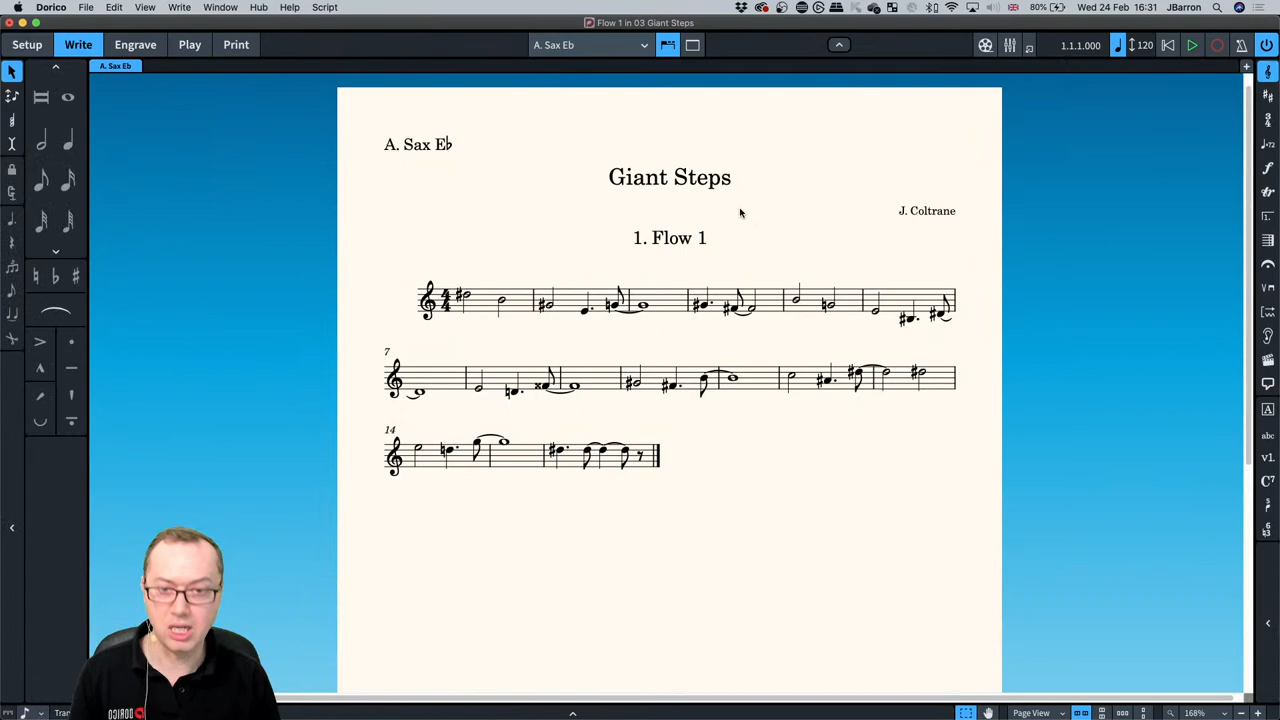 Dorico File Edit View Write Window Hub Help Script 80% Wed 24 Feb 16:31 JBarron
Flow 1 in 03 Giant Steps
Setup Write Engrave Play Print A. Sax Eb 1.1.1.000 120
A. Sax Eb
A. Sax E♭
Giant Steps
J. Coltrane
1. Flow 1
7
14
DORICO
Page View 168%